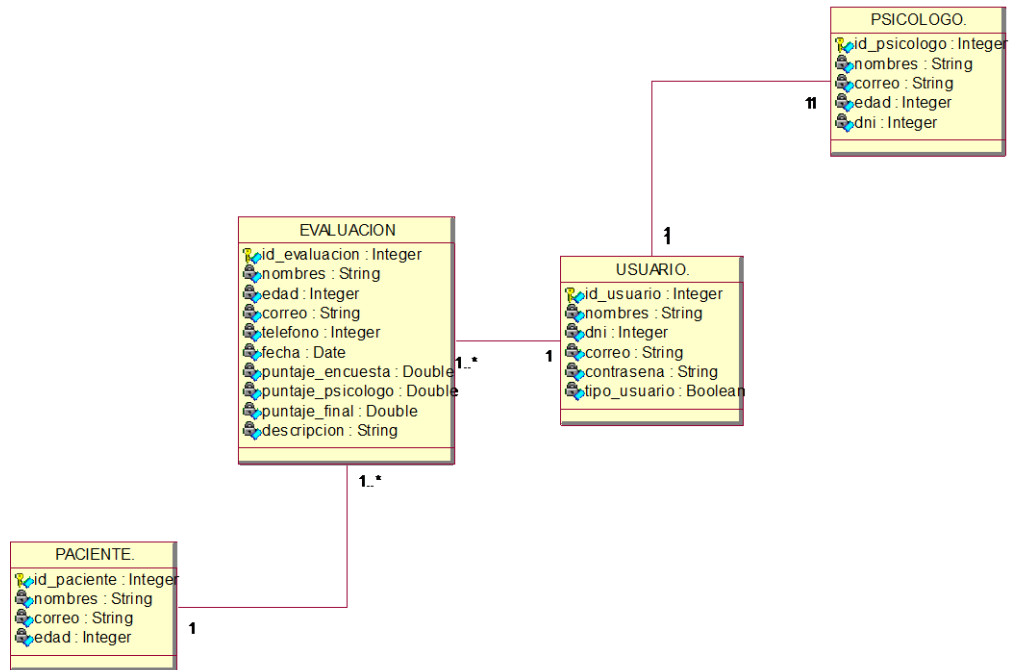 PSICOLOGO.
id_psicologo : Integer
nombres : String
correo : String
edad : Integer
dni : Integer
11
1
1
EVALUACION
id_evaluacion : Integer
nombres : String
edad : Integer
correo : String
telefono : Integer
fecha : Date
puntaje_encuesta : Double
puntaje_psicologo : Double
puntaje_final : Double
descripcion : String
1..*
1
USUARIO.
id_usuario : Integer
nombres : String
dni : Integer
correo : String
contrasena : String
tipo_usuario : Boolean
1..*
PACIENTE.
id_paciente : Integer
nombres : String
correo : String
edad : Integer
1